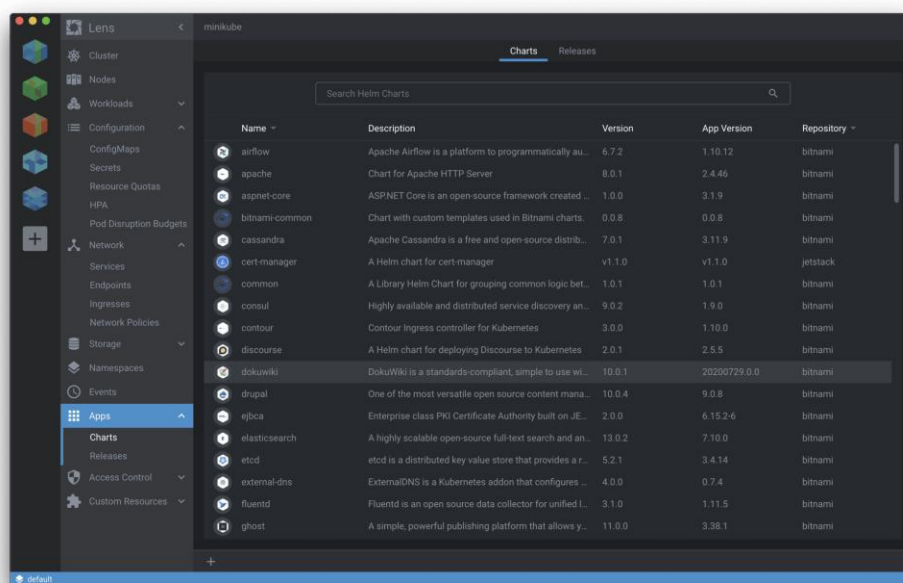 Lens
minikube
Cluster
Nodes
Workloads
Configuration
ConfigMaps
Secrets
Resource Quotas
HPA
Pod Disruption Budgets
Network
Services
Endpoints
Ingresses
Network Policies
Storage
Namespaces
Events
Apps
Charts
Releases
Access Control
Custom Resources
Charts Releases
Search Helm Charts
Name Description Version App Version Repository
airflow Apache Airflow is a platform to programmatically au... 6.7.2 1.10.12 bitnami
apache Chart for Apache HTTP Server 8.0.1 2.4.46 bitnami
aspnet-core ASP.NET Core is an open-source framework created ... 1.0.0 3.1.9 bitnami
bitnami-common Chart with custom templates used in Bitnami charts. 0.0.8 0.0.8 bitnami
cassandra Apache Cassandra is a free and open-source distrib... 7.0.1 3.11.9 bitnami
cert-manager A Helm chart for cert-manager v1.1.0 v1.1.0 jetstack
common A Library Helm Chart for grouping common logic bet... 1.0.1 1.0.1 bitnami
consul Highly available and distributed service discovery an... 9.0.2 1.9.0 bitnami
contour Contour Ingress controller for Kubernetes 3.0.0 1.10.0 bitnami
discourse A Helm chart for deploying Discourse to Kubernetes 2.0.1 2.5.5 bitnami
dokuwiki DokuWiki is a standards-compliant, simple to use wi... 10.0.1 20200729.0.0 bitnami
drupal One of the most versatile open source content mana... 10.0.4 9.0.8 bitnami
ejbca Enterprise class PKI Certificate Authority built on JE... 2.0.0 6.15.2-6 bitnami
elasticsearch A highly scalable open-source full-text search and an... 13.0.2 7.10.0 bitnami
etcd etcd is a distributed key value store that provides a r... 5.2.1 3.4.14 bitnami
external-dns ExternalDNS is a Kubernetes addon that configures ... 4.0.0 0.7.4 bitnami
fluentd Fluentd is an open source data collector for unified l... 3.1.0 1.11.5 bitnami
ghost A simple, powerful publishing platform that allows y... 11.0.0 3.38.1 bitnami
default